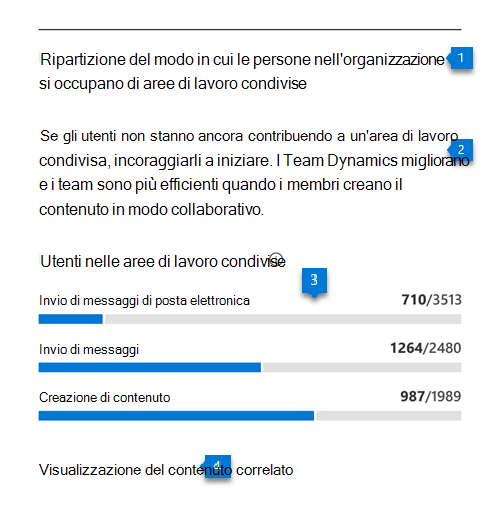 Ripartizione del modo in cui le persone nell'organizzazione 1
si occupano di aree di lavoro condivise
Se gli utenti non stanno ancora contribuendo a un'area di lavoro
condivisa, incoraggiarli a iniziare. I Team Dynamics migliorano 2
e i team sono più efficienti quando i membri creano il
contenuto in modo collaborativo.
Utenti nelle aree di lavoro condivise
3
Invio di messaggi di posta elettronica 710/3513
Invio di messaggi 1264/2480
Creazione di contenuto 987/1989
Visualizzazione del contenuto correlato 4